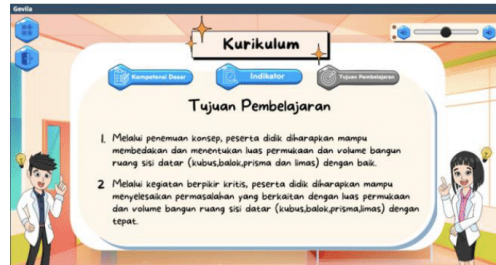 Gevila
Kurikulum
Kompetensi Dasar
Indikator
Tujuan Pembelajaran
Tujuan Pembelajaran
1. Melalui penemuan konsep, peserta didik diharapkan mampu
membedakan dan menentukan luas permukaan dan volume bangun
ruang sisi datar (kubus,balok,prisma dan limas) dengan baik.
2 Melalui kegiatan berpikir kritis, peserta didik diharapkan mampu
menyelesaikan permasalahan yang berkaitan dengan luas permukaan
dan volume bangun ruang sisi datar (kubus,balok,prisma,limas) dengan
tepat.